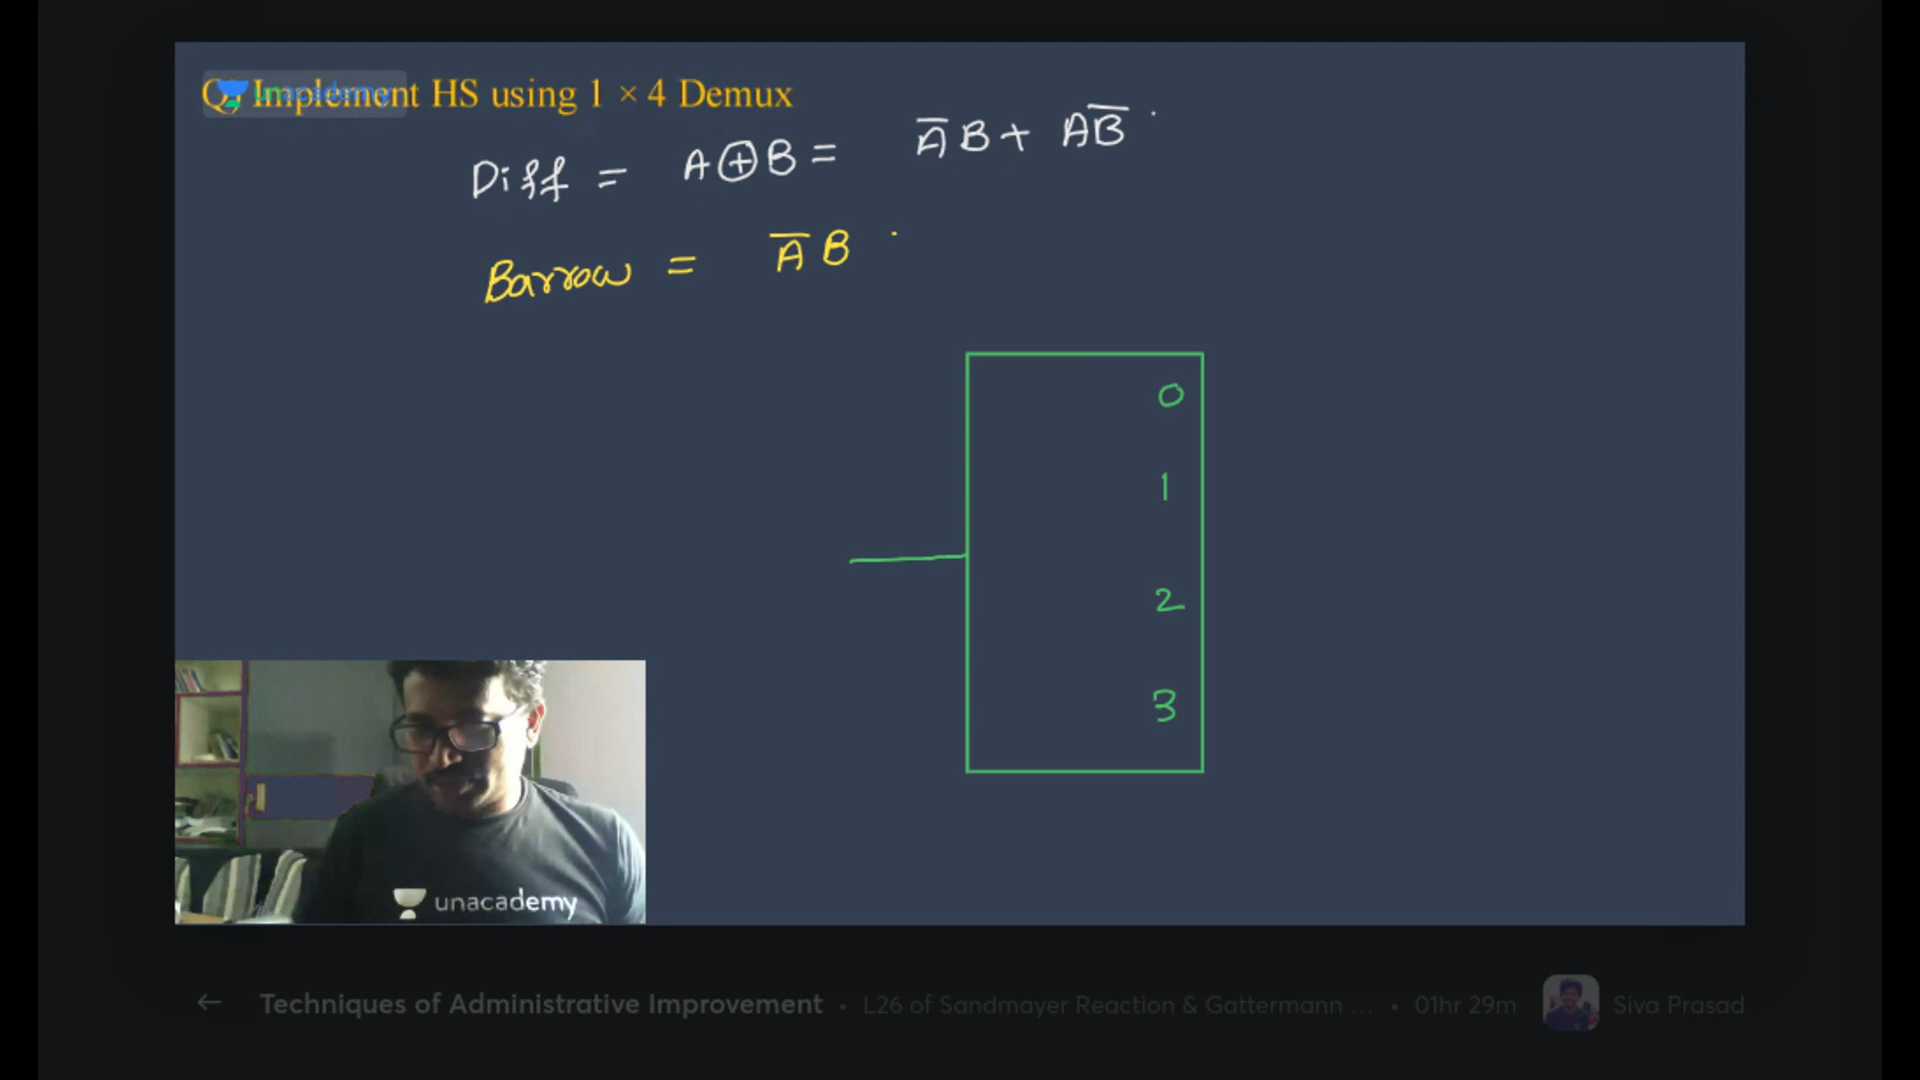 Q) Implement HS using 1 × 4 Demux
unacademy
Diff = A⊕B = A̅B + AB̅
Barrow = A̅B
0
1
2
3
unacademy
← Techniques of Administrative Improvement • L26 of Sandmayer Reaction & Gattermann ... • 01hr 29m Siva Prasad